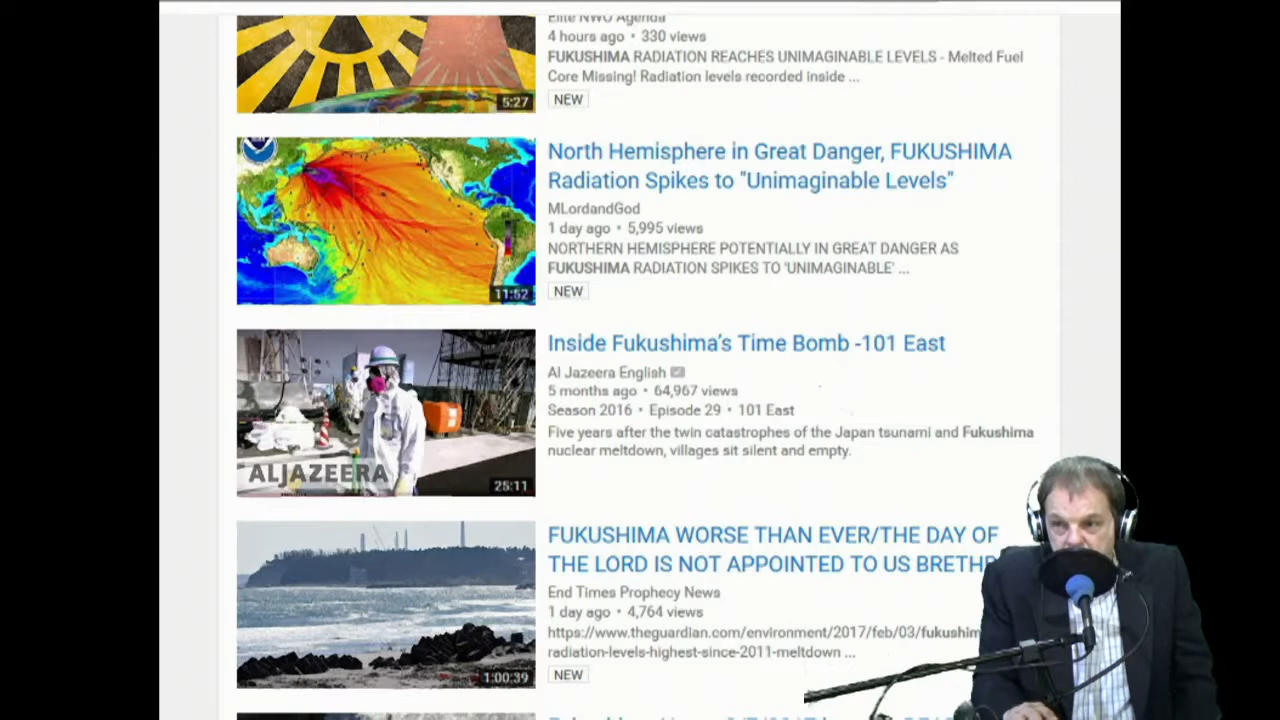 Elite NWO Agenda
4 hours ago • 330 views
FUKUSHIMA RADIATION REACHES UNIMAGINABLE LEVELS - Melted Fuel
Core Missing! Radiation levels recorded inside ...
5:27
NEW
North Hemisphere in Great Danger, FUKUSHIMA
Radiation Spikes to "Unimaginable Levels"
MLordandGod
1 day ago • 5,995 views
NORTHERN HEMISPHERE POTENTIALLY IN GREAT DANGER AS
FUKUSHIMA RADIATION SPIKES TO 'UNIMAGINABLE' ...
11:52
NEW
Inside Fukushima's Time Bomb -101 East
Al Jazeera English
5 months ago • 64,967 views
Season 2016 • Episode 29 • 101 East
Five years after the twin catastrophes of the Japan tsunami and Fukushima
nuclear meltdown, villages sit silent and empty.
ALJAZEERA
25:11
FUKUSHIMA WORSE THAN EVER/THE DAY OF
THE LORD IS NOT APPOINTED TO US BRETH
End Times Prophecy News
1 day ago • 4,764 views
https://www.theguardian.com/environment/2017/feb/03/fukushim
radiation-levels-highest-since-2011-meltdown ...
1:00:39
NEW